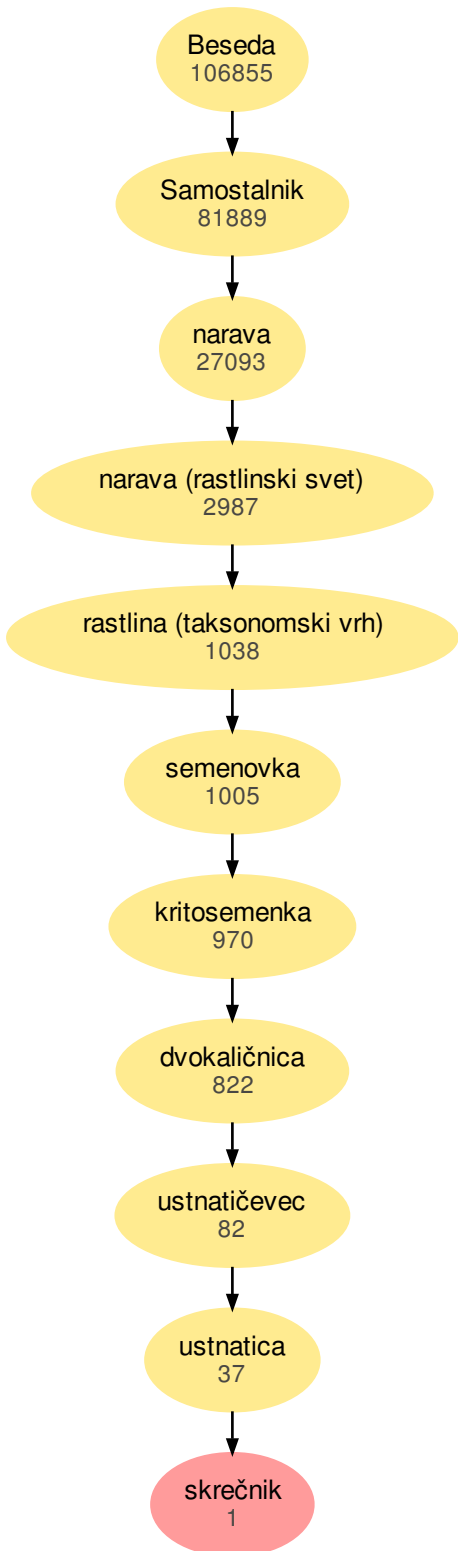 Beseda
106855
Samostalnik
81889
narava
27093
narava (rastlinski svet)
2987
rastlina (taksonomski vrh)
1038
semenovka
1005
kritosemenka
970
dvokaličnica
822
ustnatičevec
82
ustnatica
37
skrečnik
1